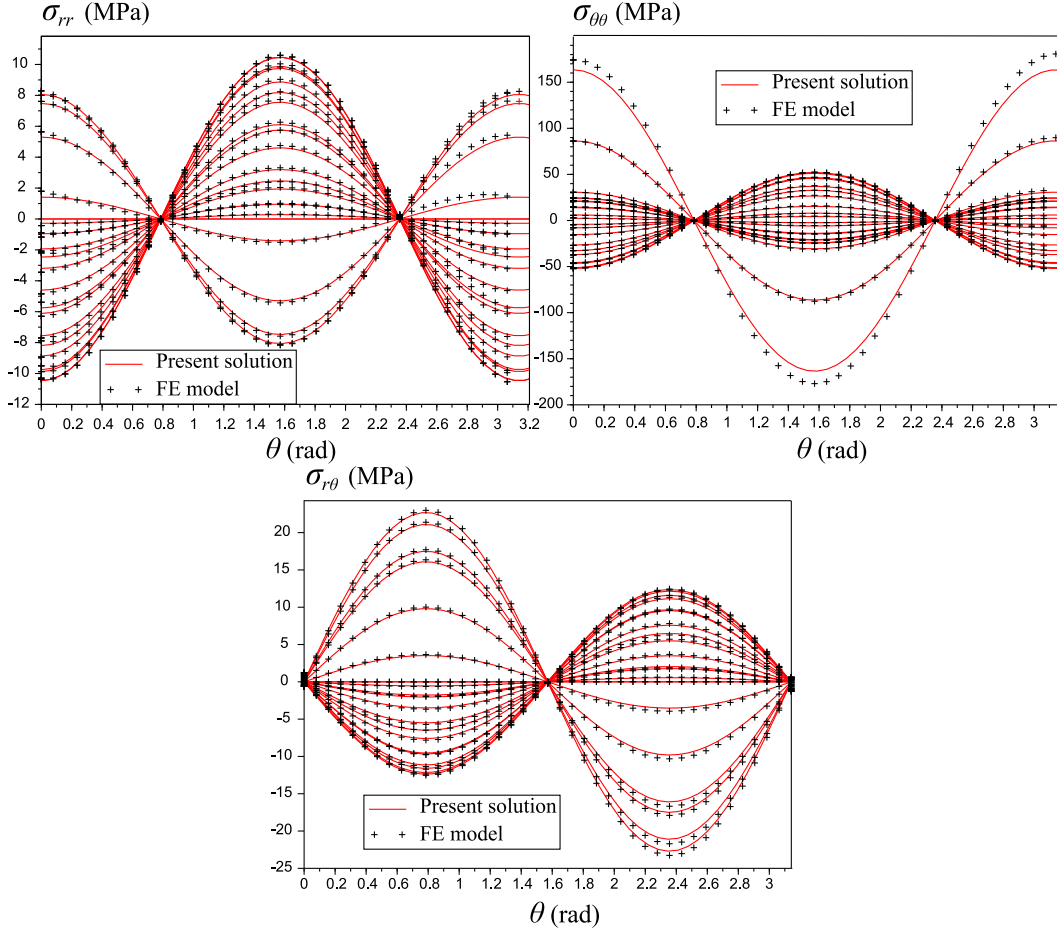 σrr (MPa)
10
8
6
4
2
0
-2
-4
-6
-8
-10
-12
Present solution
FE model
0 0.2 0.4 0.6 0.8 1 1.2 1.4 1.6 1.8 2 2.2 2.4 2.6 2.8 3 3.2
θ (rad)
σθθ (MPa)
150
100
50
0
-50
-100
-150
-200
Present solution
FE model
0 0.2 0.4 0.6 0.8 1 1.2 1.4 1.6 1.8 2 2.2 2.4 2.6 2.8 3
θ (rad)
σrθ (MPa)
20
15
10
5
0
-5
-10
-15
-20
-25
Present solution
FE model
0 0.2 0.4 0.6 0.8 1 1.2 1.4 1.6 1.8 2 2.2 2.4 2.6 2.8 3
θ (rad)